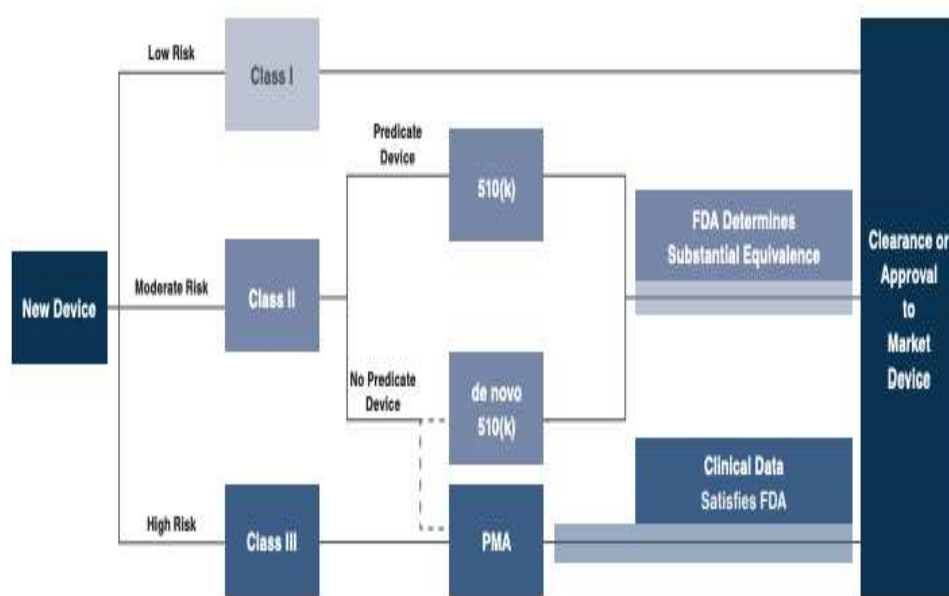 Low Risk
Class I
Predicate
Device
510(k)
FDA Determines
Substantial Equivalence
New Device
Moderate Risk
Class II
Clearance or
Approval
to
Market
Device
No Predicate
Device
de novo
510(k)
Clinical Data
Satisfies FDA
High Risk
Class III
PMA